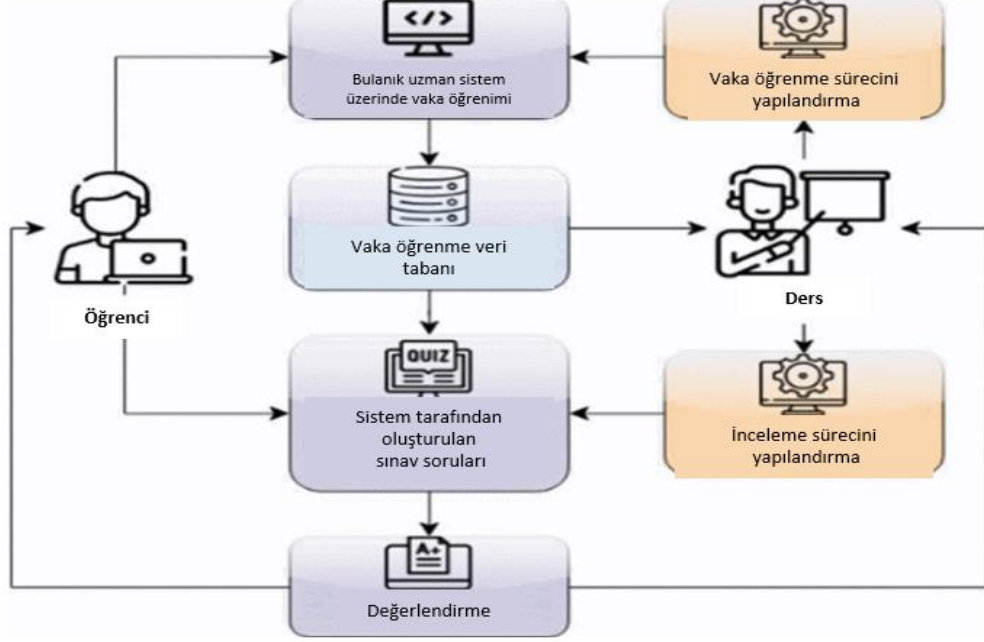 </>
Bulanık uzman sistem
üzerinde vaka öğrenimi
Vaka öğrenme sürecini
yapılandırma
Vaka öğrenme veri
tabanı
Öğrenci
Ders
QUIZ
Sistem tarafından
oluşturulan
sınav soruları
İnceleme sürecini
yapılandırma
A+
Değerlendirme